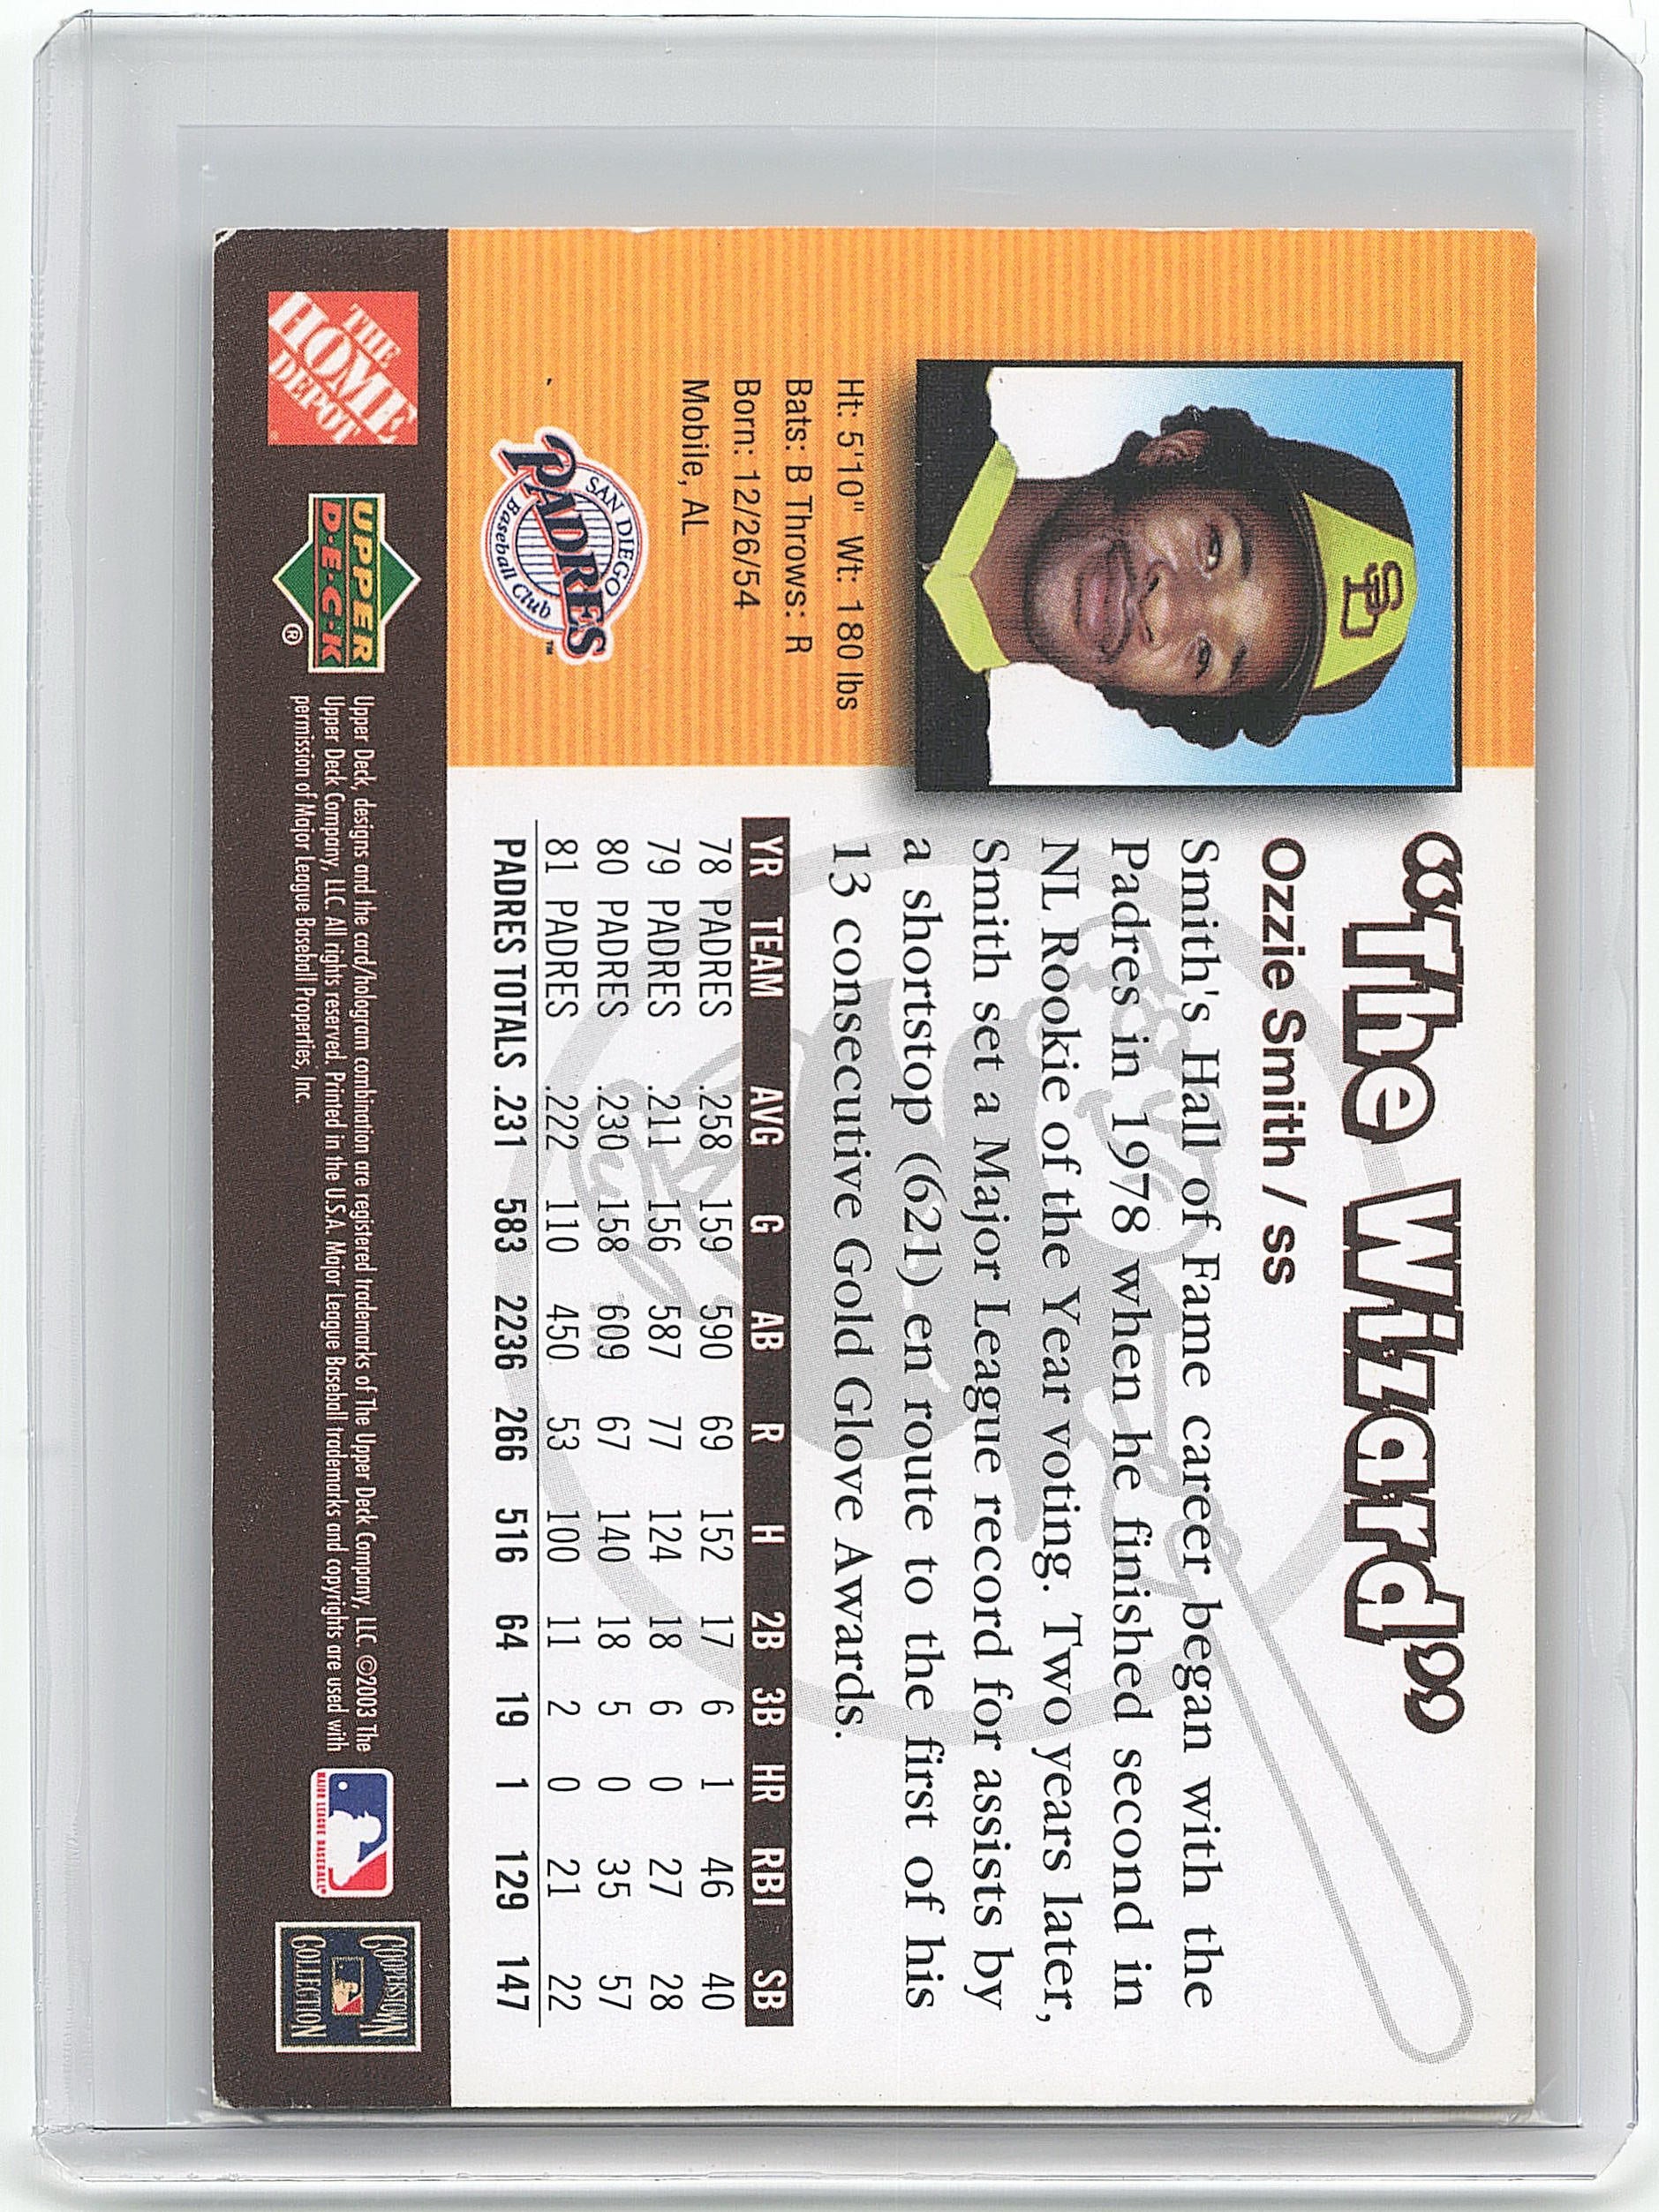 “The Wizard”
Ozzie Smith / ss
Smith's Hall of Fame career began with the
Padres in 1978 when he finished second in
NL Rookie of the Year voting. Two years later,
Smith set a Major League record for assists by
a shortstop (621) en route to the first of his
13 consecutive Gold Glove Awards.
SD
Ht: 5'10" Wt: 180 lbs
Bats: B Throws: R
Born: 12/26/54
Mobile, AL
SAN DIEGO
PADRES
Baseball Club
TM
YR TEAM AVG G AB R H 2B 3B HR RBI SB
78 PADRES .258 159 590 69 152 17 6 1 46 40
79 PADRES .211 156 587 77 124 18 6 0 27 28
80 PADRES .230 158 609 67 140 18 5 0 35 57
81 PADRES .222 110 450 53 100 11 2 0 21 22
PADRES TOTALS .231 583 2236 266 516 64 19 1 129 147
THE
HOME
DEPOT
UPPER
D•E•C•K
®
Upper Deck, designs and the card/hologram combination are registered trademarks of The Upper Deck Company, LLC. ©2003 The
Upper Deck Company, LLC. All rights reserved. Printed in the U.S.A. Major League Baseball trademarks and copyrights are used with
permission of Major League Baseball Properties, Inc.
MAJOR LEAGUE BASEBALL
COOPERSTOWN
COLLECTION